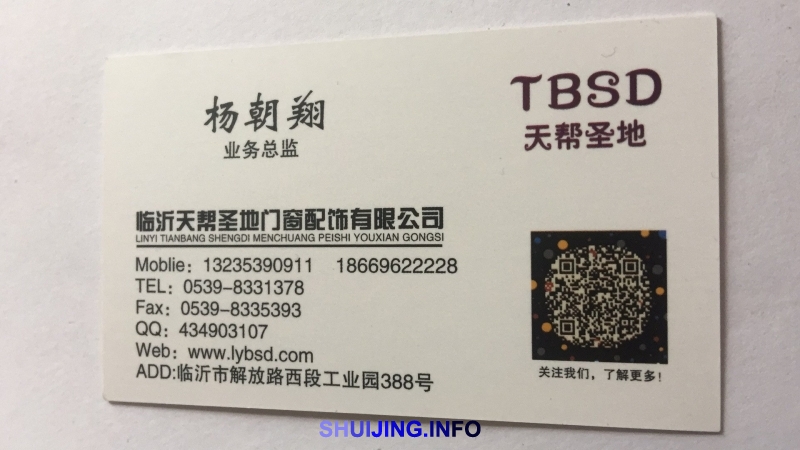 杨朝翔
业务总监
TBSD
天帮圣地
临沂天帮圣地门窗配饰有限公司
LINYI TIANBANG SHENGDI MENCHUANG PEISHI YOUXIAN GONGSI
Moblie：13235390911 18669622228
TEL：0539-8331378
Fax：0539-8335393
QQ：434903107
Web：www.lybsd.com
ADD:临沂市解放路西段工业园388号
关注我们，了解更多！
SHUIJING.INFO